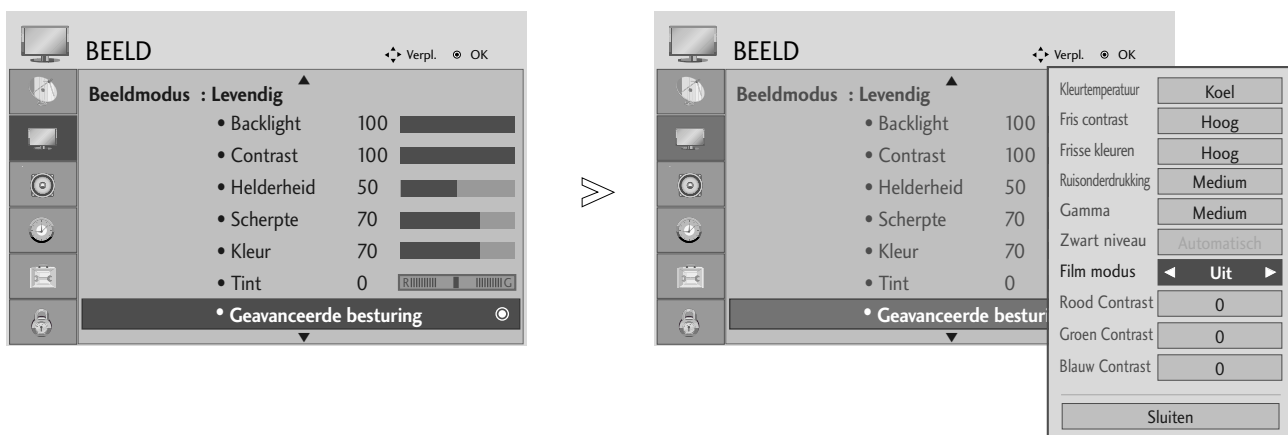 BEELD
Verpl. OK
Beeldmodus : Levendig
• Backlight 100
• Contrast 100
• Helderheid 50
• Scherpte 70
• Kleur 70
• Tint 0 R G
• Geavanceerde besturing
BEELD
Verpl. OK
Beeldmodus : Levendig
• Backlight 100
• Contrast 100
• Helderheid 50
• Scherpte 70
• Kleur 70
• Tint 0
• Geavanceerde besturi
Kleurtemperatuur Koel
Fris contrast Hoog
Frisse kleuren Hoog
Ruisonderdrukking Medium
Gamma Medium
Zwart niveau Automatisch
Film modus ◄ Uit ►
Rood Contrast 0
Groen Contrast 0
Blauw Contrast 0
Sluiten